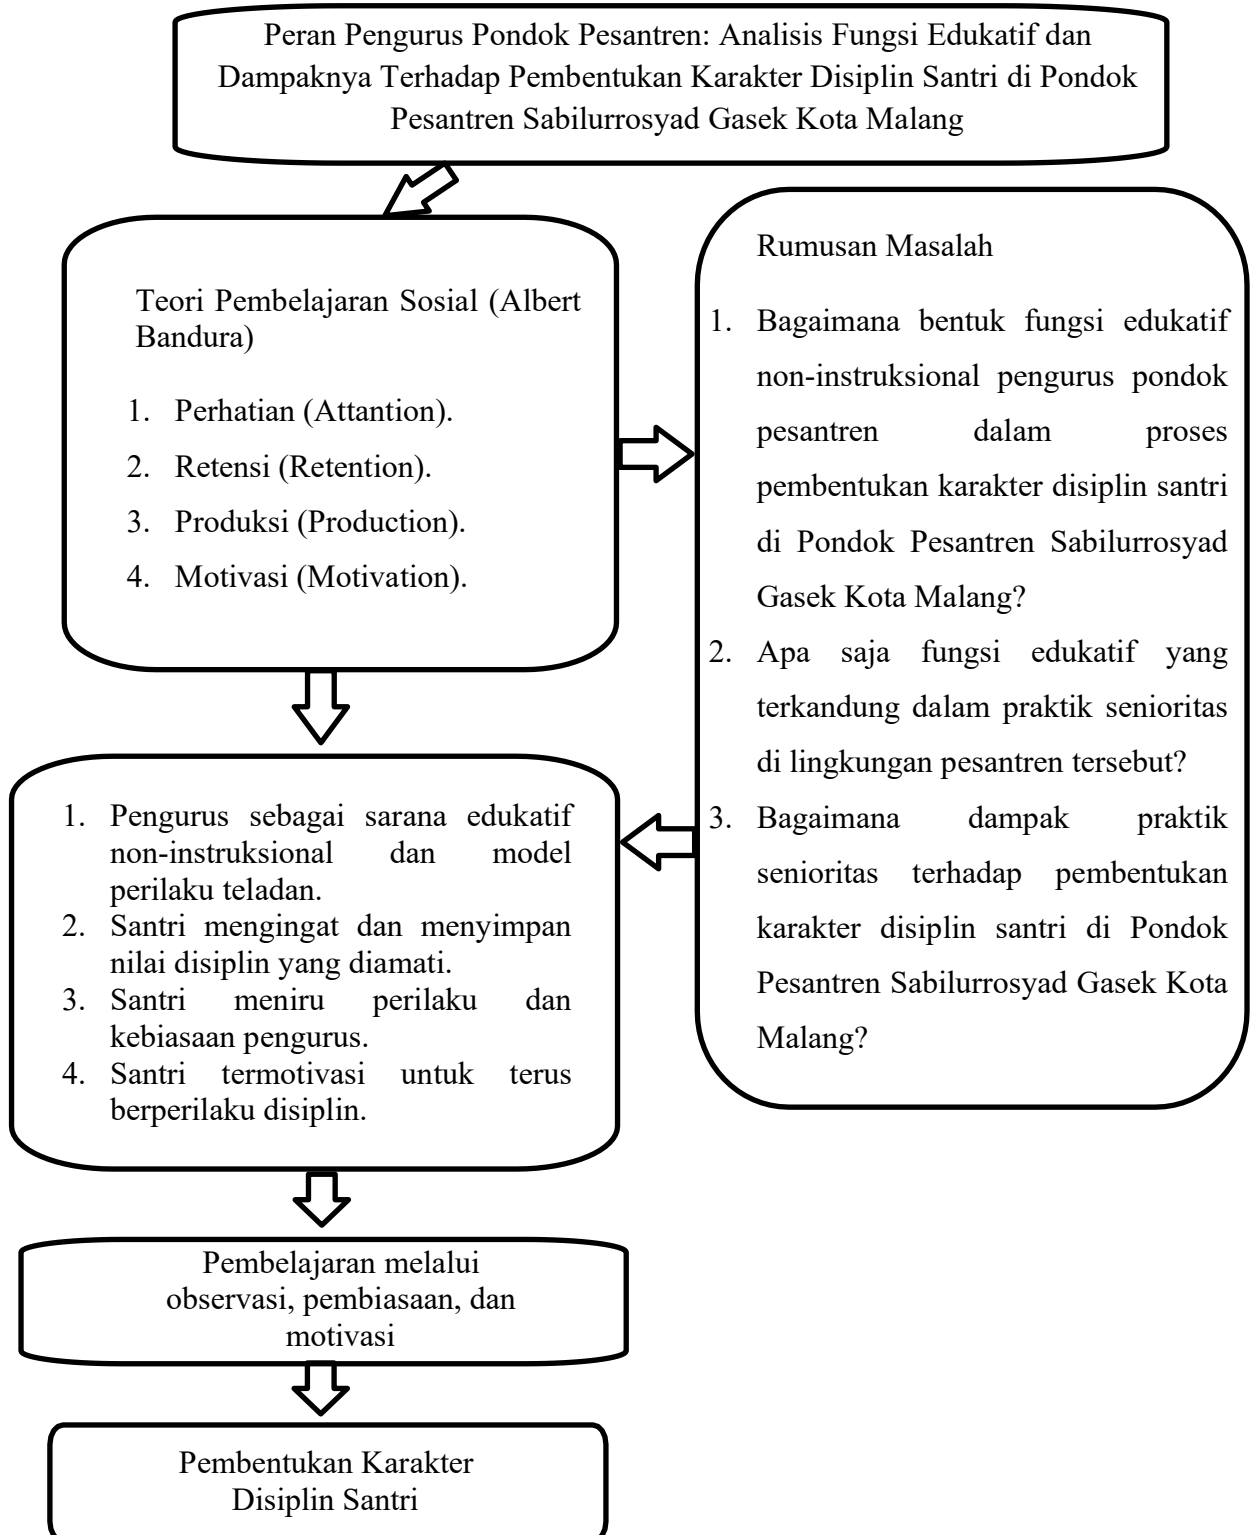 Peran Pengurus Pondok Pesantren: Analisis Fungsi Edukatif dan
Dampaknya Terhadap Pembentukan Karakter Disiplin Santri di Pondok
Pesantren Sabilurrosyad Gasek Kota Malang
Teori Pembelajaran Sosial (Albert
Bandura)
1. Perhatian (Attantion).
2. Retensi (Retention).
3. Produksi (Production).
4. Motivasi (Motivation).
Rumusan Masalah
1. Bagaimana bentuk fungsi edukatif
non-instruksional pengurus pondok
pesantren dalam proses
pembentukan karakter disiplin santri
di Pondok Pesantren Sabilurrosyad
Gasek Kota Malang?
2. Apa saja fungsi edukatif yang
terkandung dalam praktik senioritas
di lingkungan pesantren tersebut?
3. Bagaimana dampak praktik
senioritas terhadap pembentukan
karakter disiplin santri di Pondok
Pesantren Sabilurrosyad Gasek Kota
Malang?
1. Pengurus sebagai sarana edukatif
non-instruksional dan model
perilaku teladan.
2. Santri mengingat dan menyimpan
nilai disiplin yang diamati.
3. Santri meniru perilaku dan
kebiasaan pengurus.
4. Santri termotivasi untuk terus
berperilaku disiplin.
Pembelajaran melalui
observasi, pembiasaan, dan
motivasi
Pembentukan Karakter
Disiplin Santri